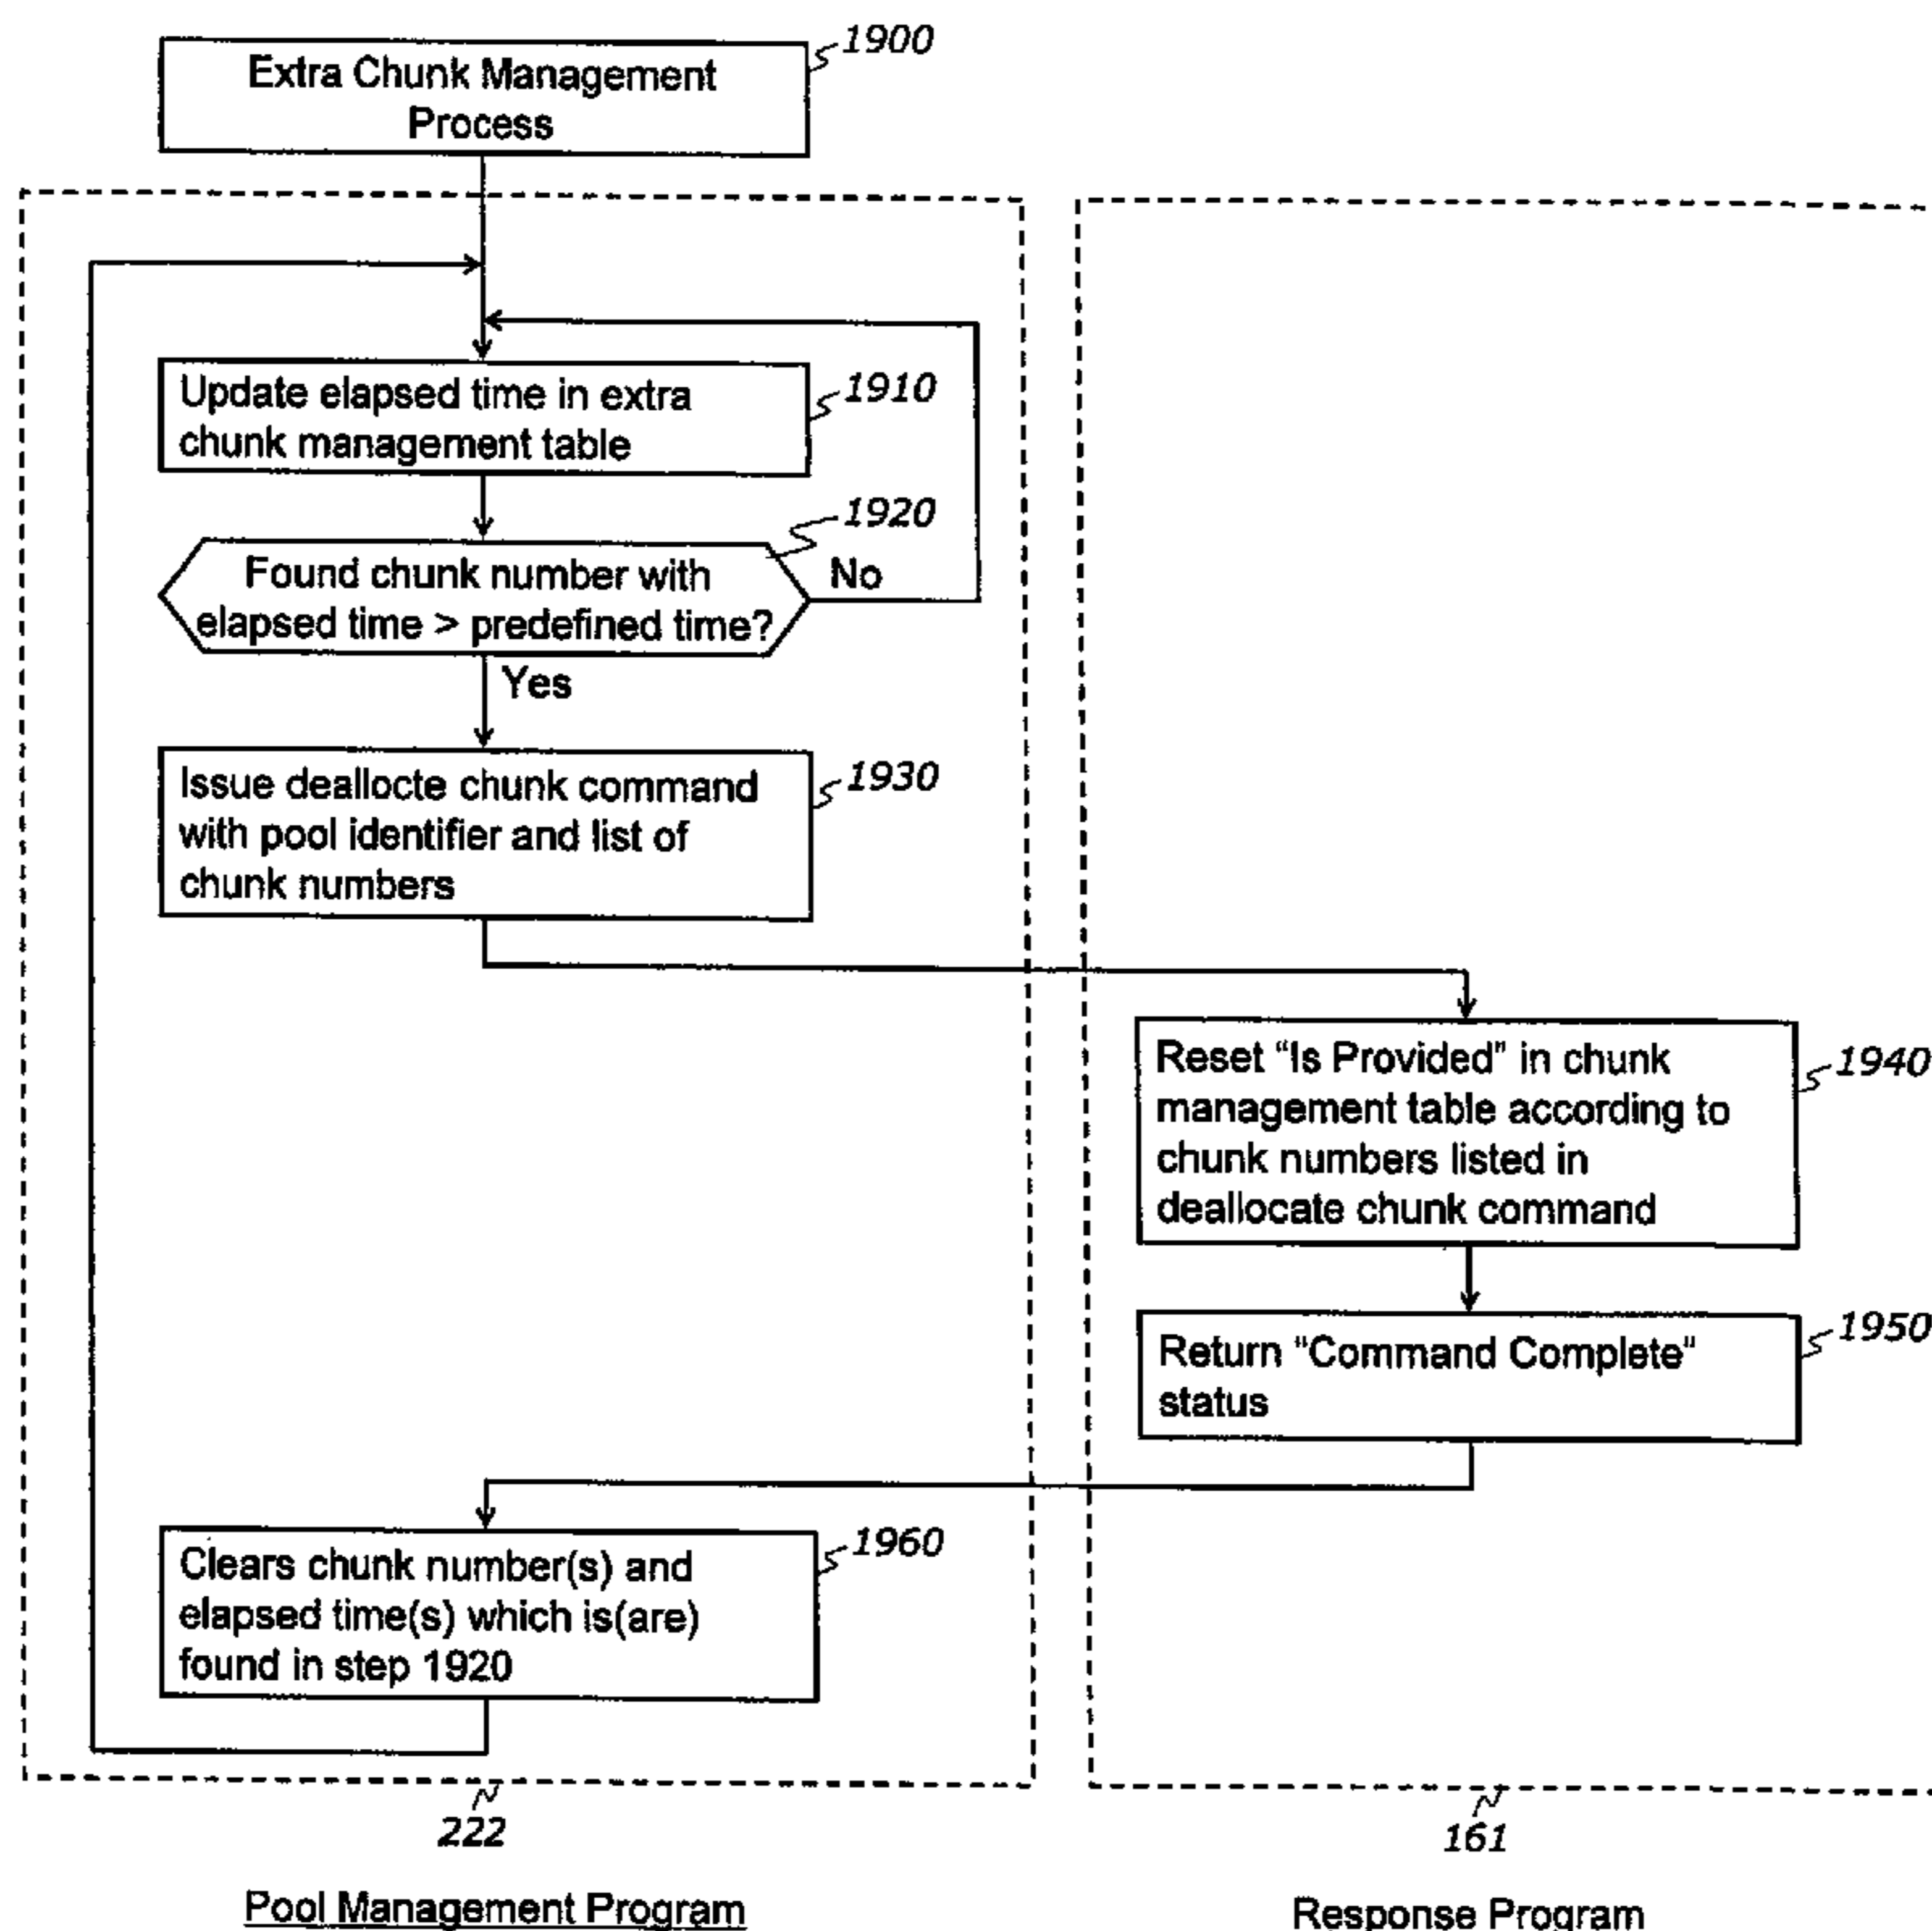 Extra Chunk Management
Process
1900
Update elapsed time in extra
chunk management table
1910
1920
Found chunk number with
elapsed time > predefined time?
No
Yes
Issue deallocte chunk command
with pool identifier and list of
chunk numbers
1930
Reset “Is Provided” in chunk
management table according to
chunk numbers listed in
deallocate chunk command
1940
Return "Command Complete"
status
1950
Clears chunk number(s) and
elapsed time(s) which is(are)
found in step 1920
1960
222
161
Pool Management Program
Response Program